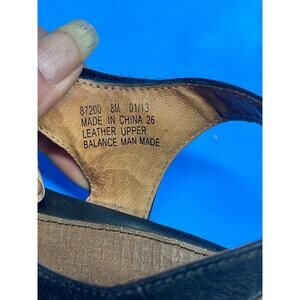 87200 8M 01/13
MADE IN CHINA 26
LEATHER UPPER
BALANCE MAN MADE